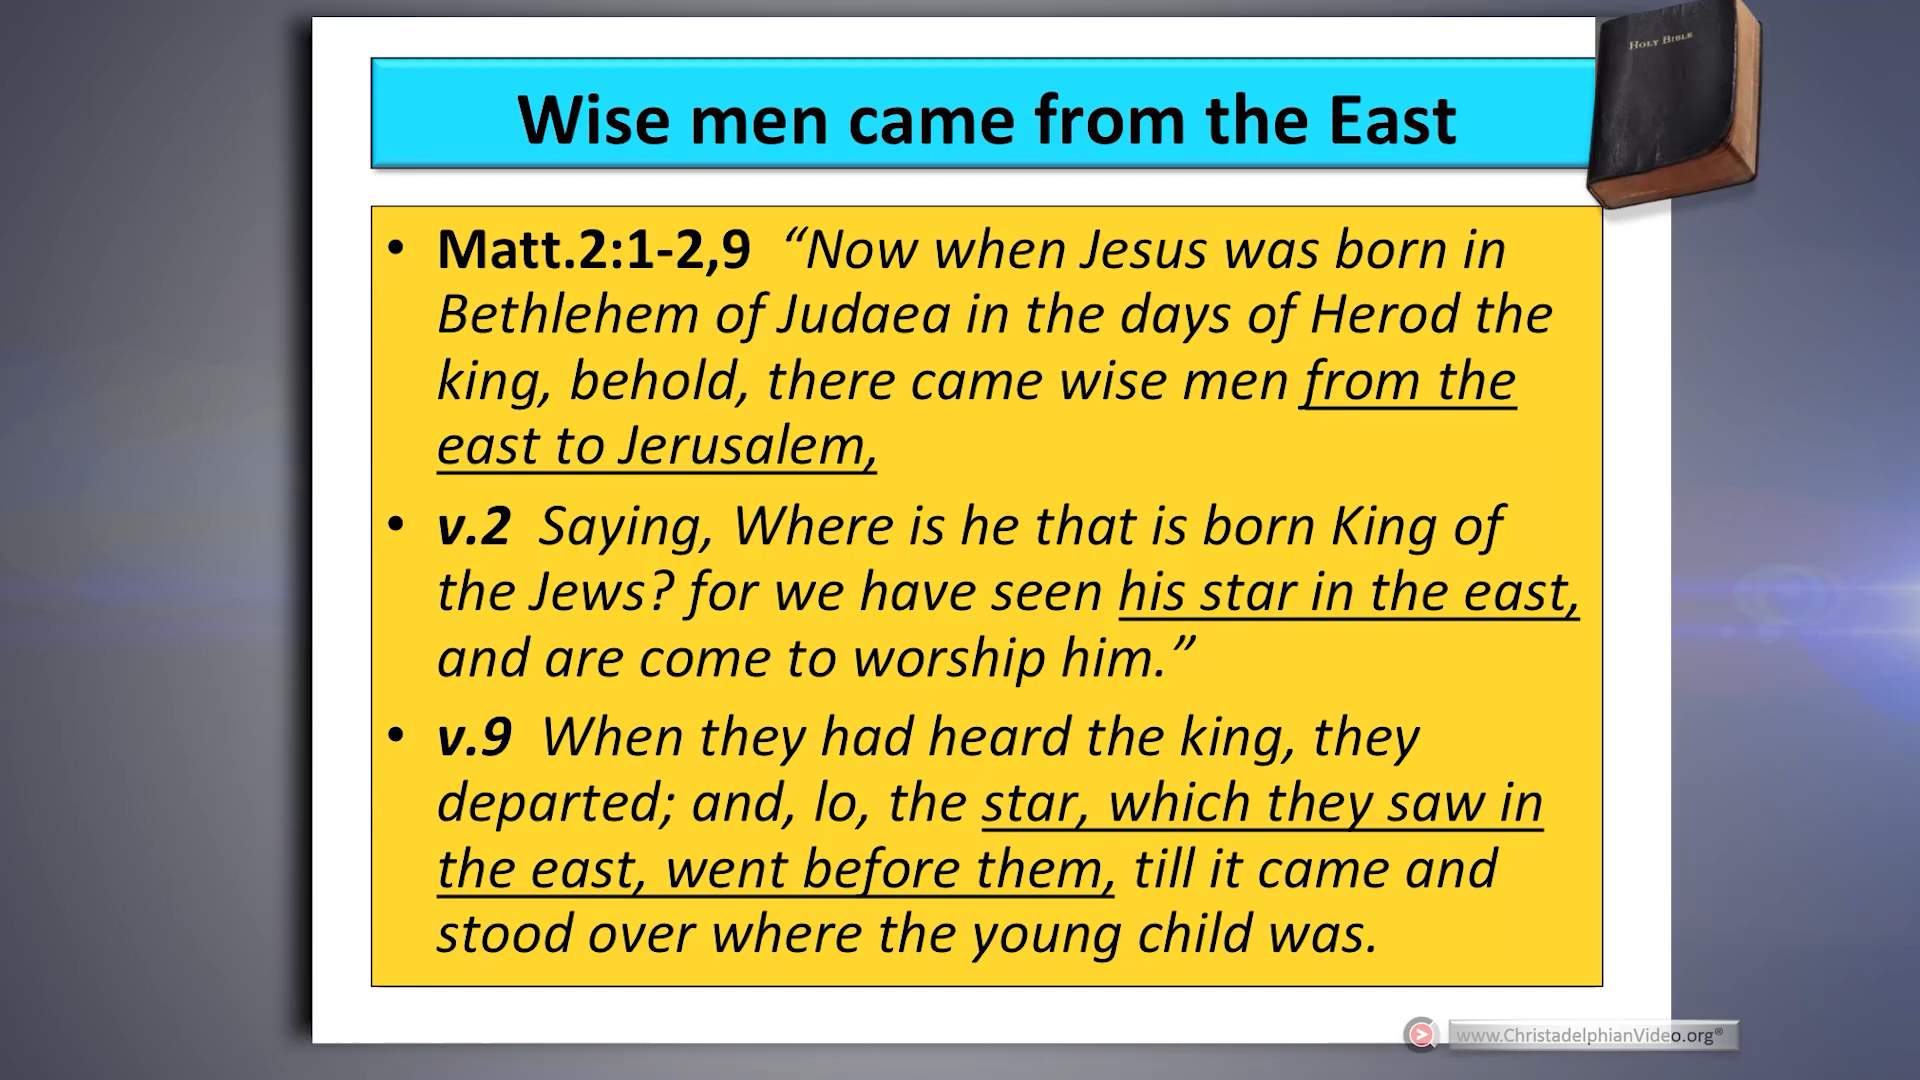 HOLY BIBLE
Wise men came from the East
• Matt.2:1-2,9 “Now when Jesus was born in
Bethlehem of Judaea in the days of Herod the
king, behold, there came wise men from the
east to Jerusalem,
• v.2 Saying, Where is he that is born King of
the Jews? for we have seen his star in the east,
and are come to worship him.”
• v.9 When they had heard the king, they
departed; and, lo, the star, which they saw in
the east, went before them, till it came and
stood over where the young child was.
www.ChristadelphianVideo.org®